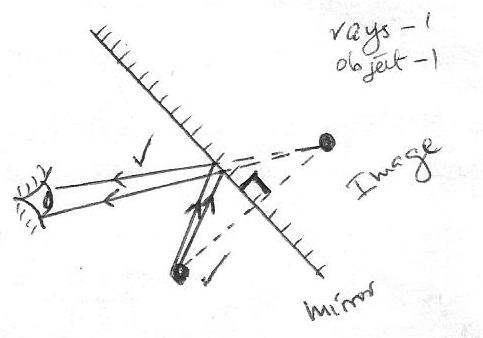 rays - 1
object - 1
Image
mirror